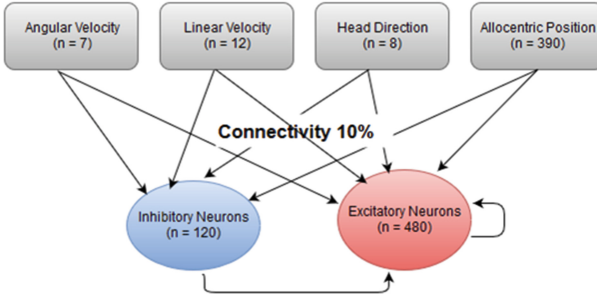 Angular Velocity
(n = 7)
Linear Velocity
(n = 12)
Head Direction
(n = 8)
Allocentric Position
(n = 390)
Connectivity 10%
Inhibitory Neurons
(n = 120)
Excitatory Neurons
(n = 480)